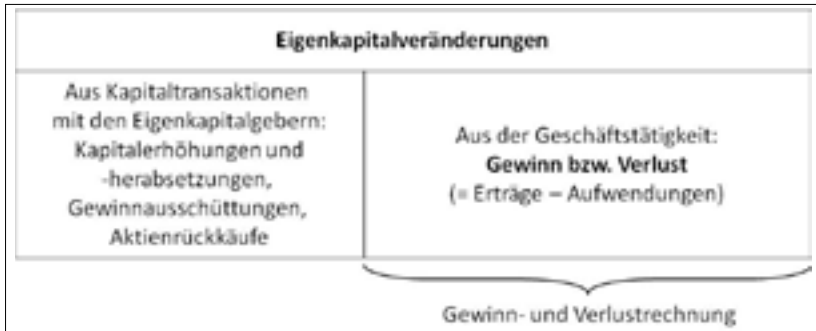 Eigenkapitalveränderungen
Aus Kapitaltransaktionen
mit den Eigenkapitalgebern:
Kapitalerhöhungen und
-herabsetzungen,
Gewinnausschüttungen,
Aktienrückkäufe
Aus der Geschäftstätigkeit:
Gewinn bzw. Verlust
(= Erträge – Aufwendungen)
Gewinn- und Verlustrechnung